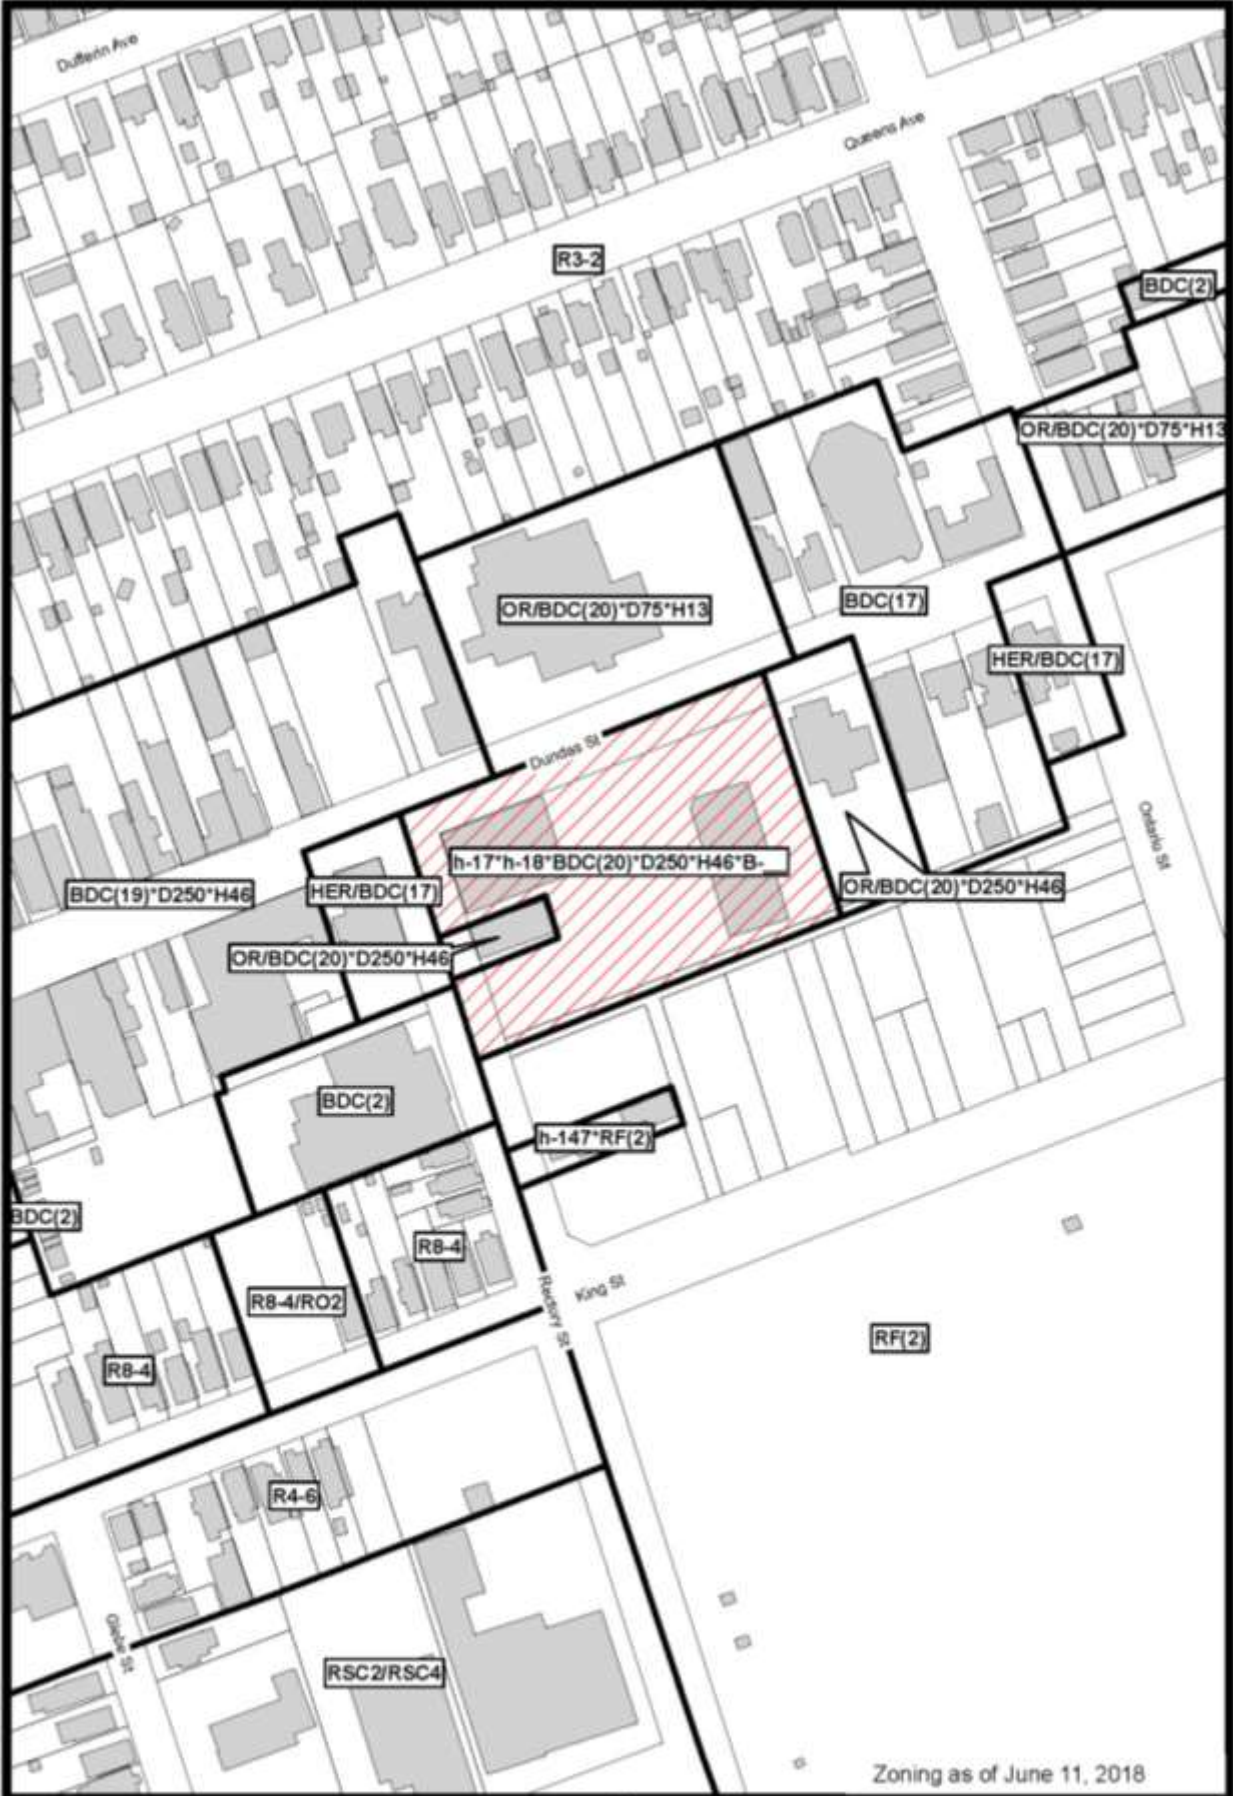 Dufferin Ave
Queens Ave
R3-2
BDC(2)
OR/BDC(20)*D75*H13
OR/BDC(20)*D75*H13
BDC(17)
HER/BDC(17)
Dundas St
Ontario St
h-17*h-18*BDC(20)*D250*H46*B-__
OR/BDC(20)*D250*H46
BDC(19)*D250*H46
HER/BDC(17)
OR/BDC(20)*D250*H46
BDC(2)
h-147*RF(2)
BDC(2)
R8-4
R8-4/RO2
King St
Rectory St
RF(2)
R8-4
R4-6
Glebe St
RSC2/RSC4
Zoning as of June 11, 2018